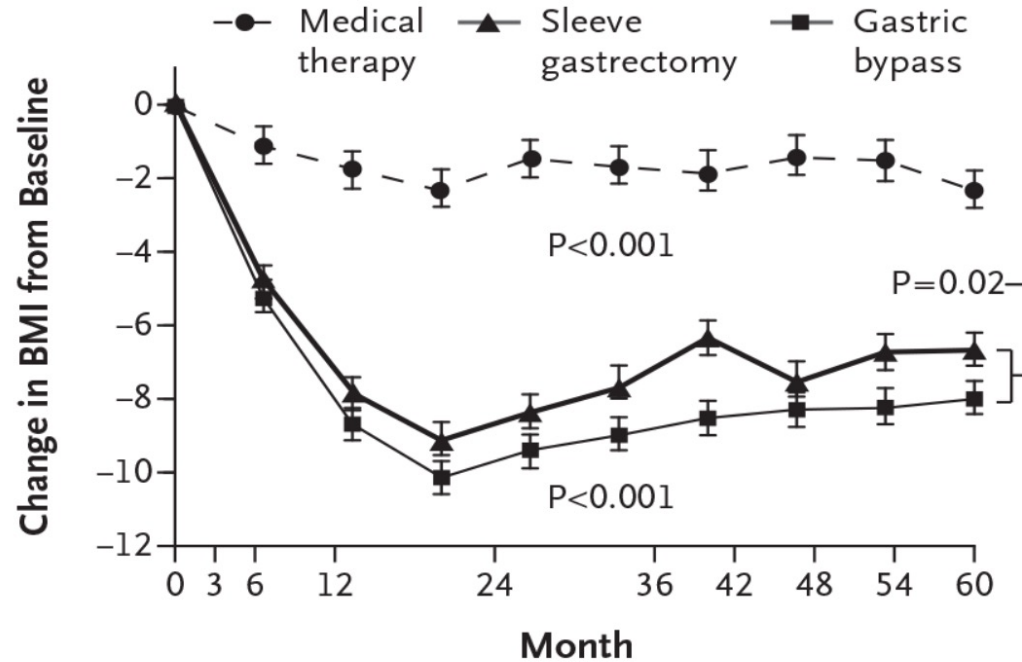 Medical therapy
Sleeve gastrectomy
Gastric bypass
Change in BMI from Baseline
0
−2
−4
−6
−8
−10
−12
P<0.001
P=0.02
P<0.001
0 3 6 12 24 36 42 48 54 60
Month